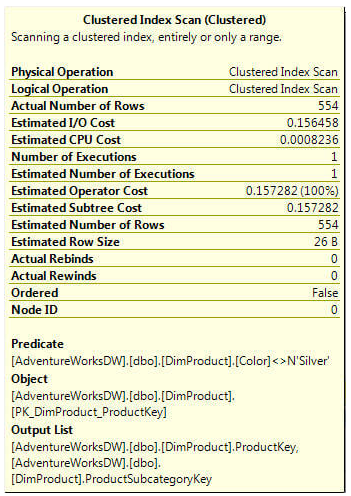 Clustered Index Scan (Clustered)
Scanning a clustered index, entirely or only a range.
Physical Operation Clustered Index Scan
Logical Operation Clustered Index Scan
Actual Number of Rows 554
Estimated I/O Cost 0.156458
Estimated CPU Cost 0.0008236
Number of Executions 1
Estimated Number of Executions 1
Estimated Operator Cost 0.157282 (100%)
Estimated Subtree Cost 0.157282
Estimated Number of Rows 554
Estimated Row Size 26 B
Actual Rebinds 0
Actual Rewinds 0
Ordered False
Node ID 0
Predicate
[AdventureWorksDW].[dbo].[DimProduct].[Color]<>N'Silver'
Object
[AdventureWorksDW].[dbo].[DimProduct].
[PK_DimProduct_ProductKey]
Output List
[AdventureWorksDW].[dbo].[DimProduct].ProductKey,
[AdventureWorksDW].[dbo].
[DimProduct].ProductSubcategoryKey